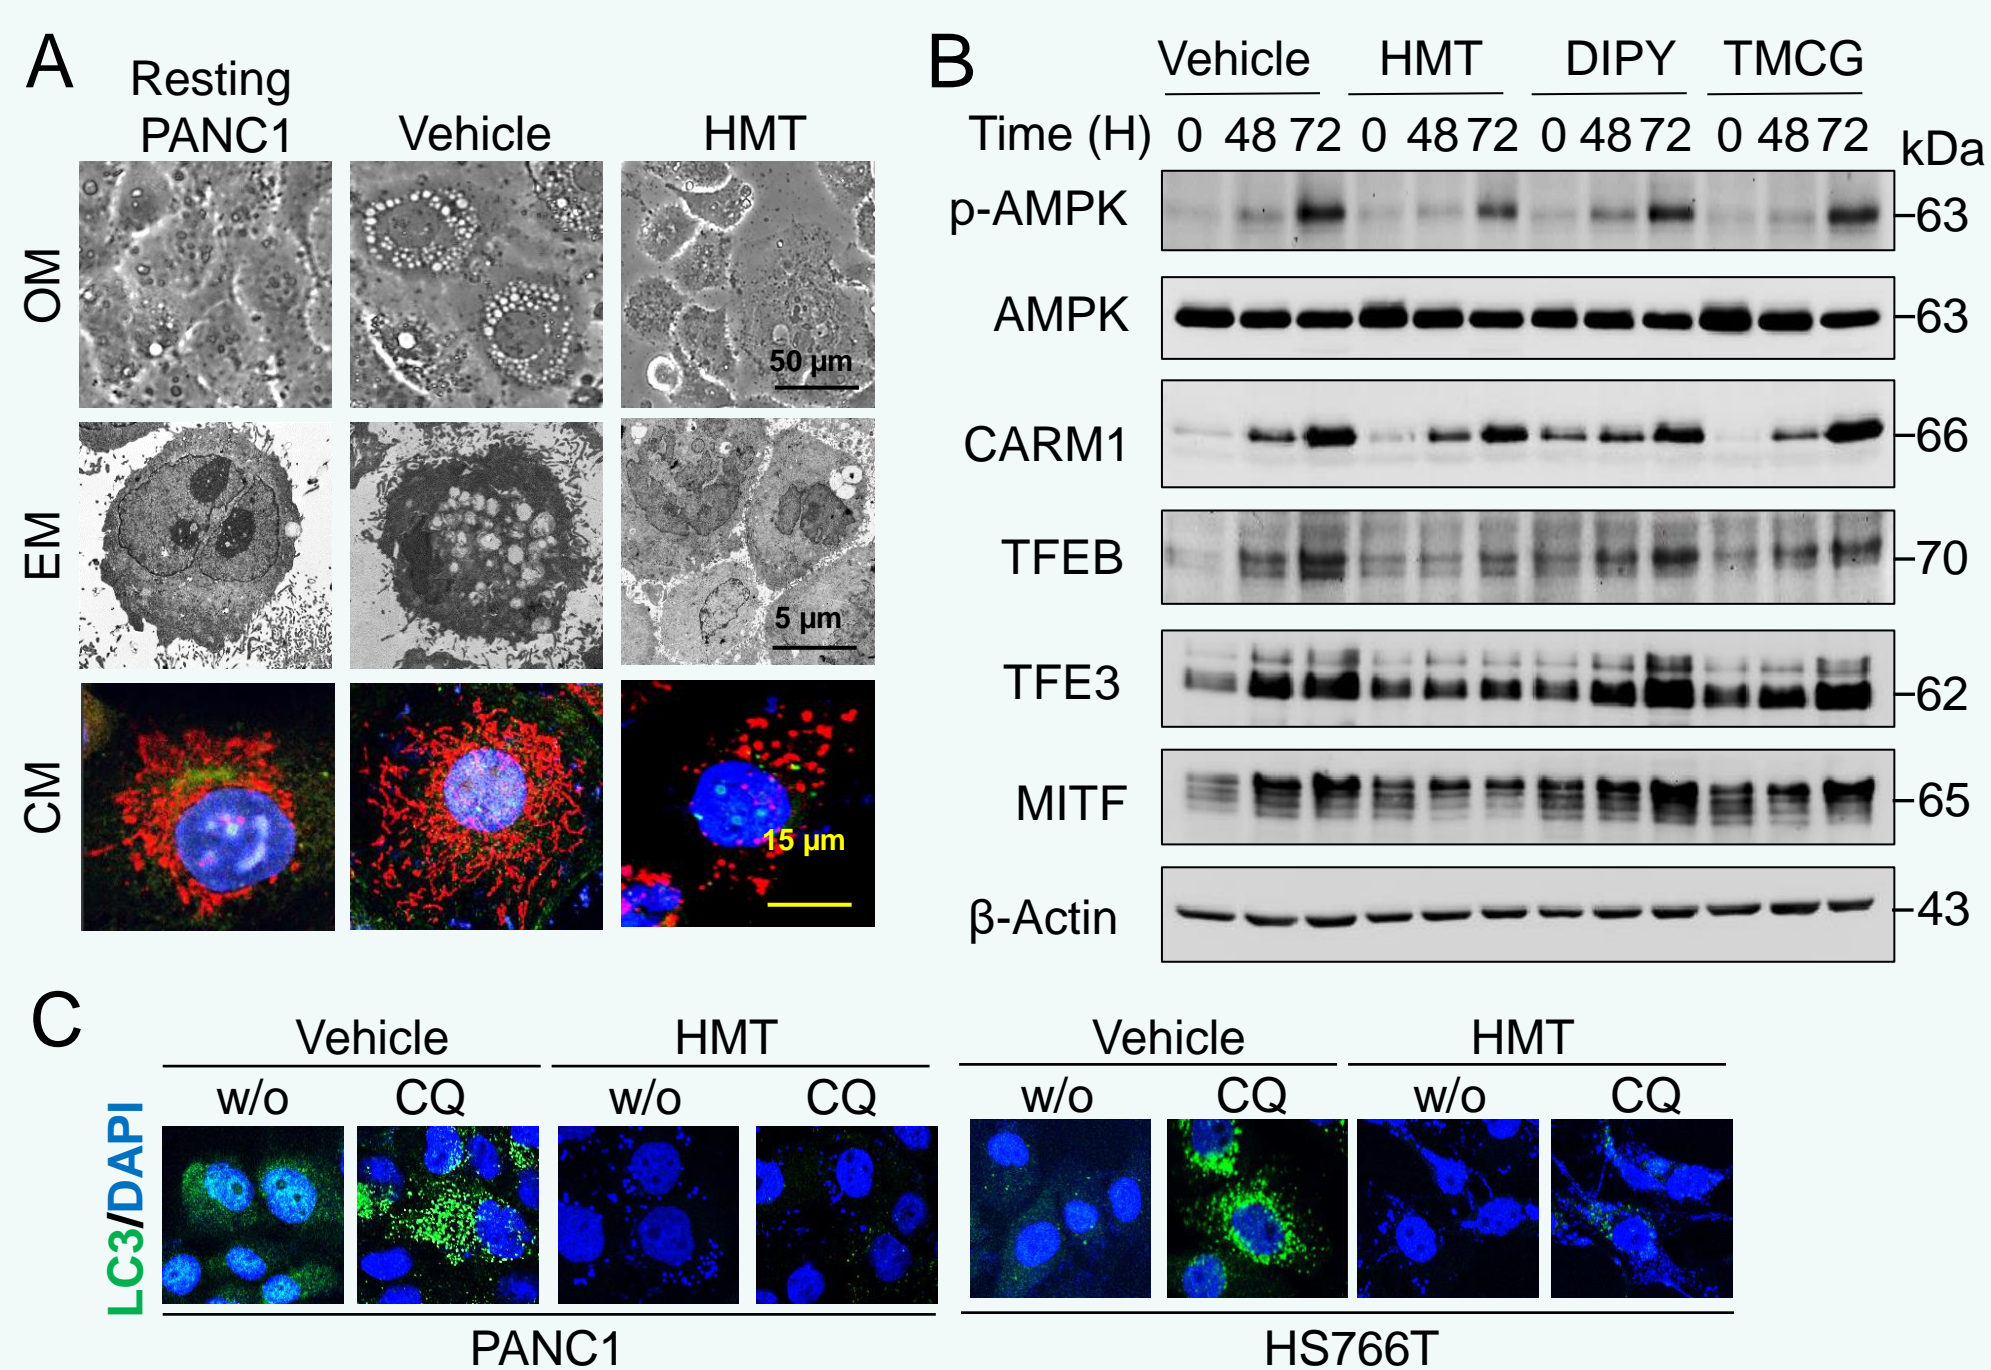 A
Resting
PANC1
Vehicle
HMT
OM
50 µm
EM
5 µm
CM
15 µm
B
Vehicle
HMT
DIPY
TMCG
Time (H)
0 48 72 0 48 72 0 48 72 0 48 72
kDa
p-AMPK
63
AMPK
63
CARM1
66
TFEB
70
TFE3
62
MITF
65
β-Actin
43
C
Vehicle
HMT
Vehicle
HMT
w/o
CQ
w/o
CQ
w/o
CQ
w/o
CQ
LC3/DAPI
PANC1
HS766T